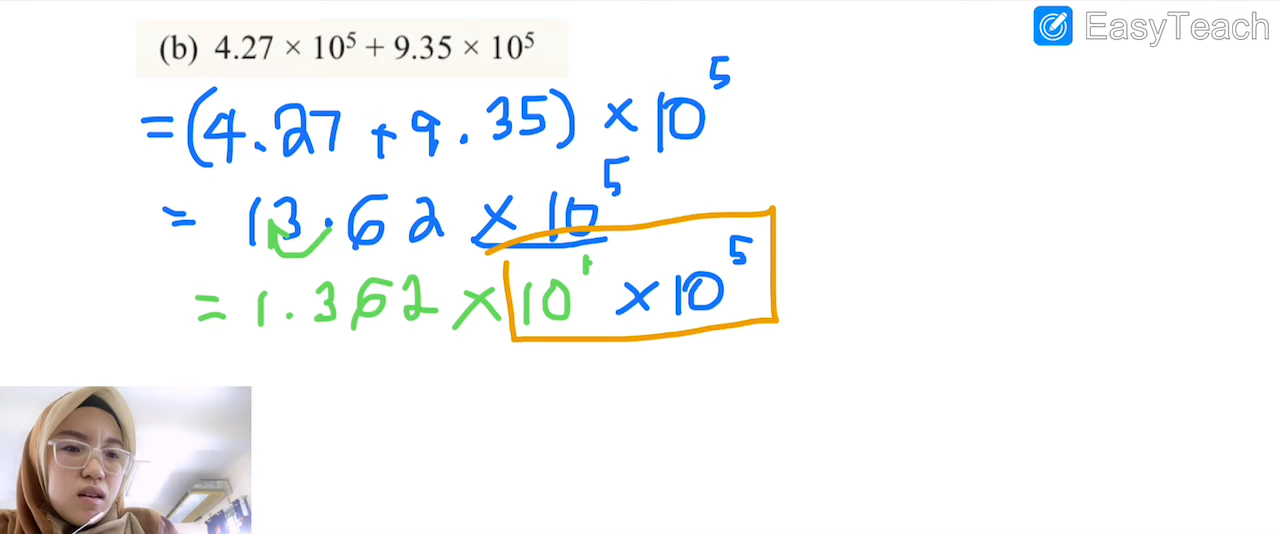 EasyTeach
(b) 4.27 × 10⁵ + 9.35 × 10⁵
= (4.27 + 9.35) × 10⁵
= 13.62 × 10⁵
= 1.362 × 10¹ × 10⁵